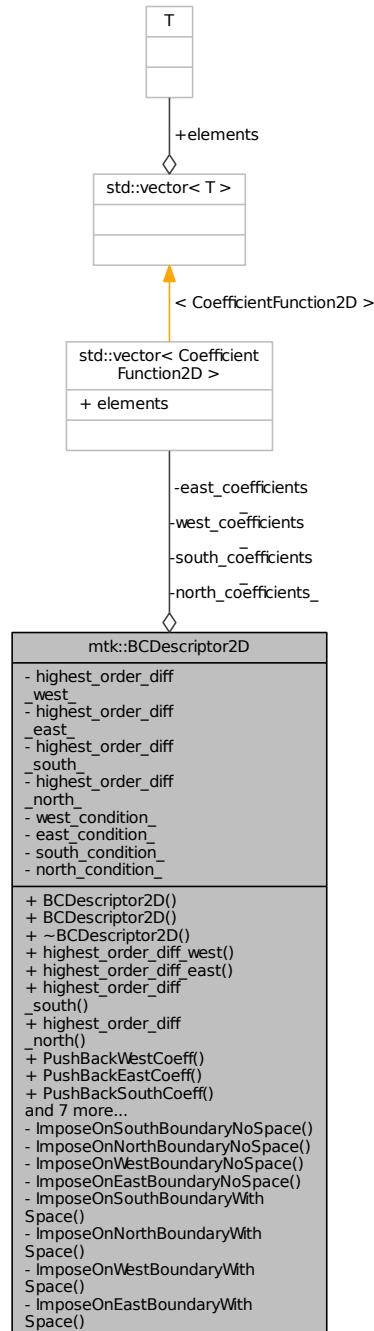 T
+elements
std::vector< T >
< CoefficientFunction2D >
std::vector< Coefficient
Function2D >
+ elements
-east_coefficients
_
-west_coefficients
_
-south_coefficients
_
-north_coefficients_
mtk::BCDescriptor2D
- highest_order_diff
_west_
- highest_order_diff
_east_
- highest_order_diff
_south_
- highest_order_diff
_north_
- west_condition_
- east_condition_
- south_condition_
- north_condition_
+ BCDescriptor2D()
+ BCDescriptor2D()
+ ~BCDescriptor2D()
+ highest_order_diff_west()
+ highest_order_diff_east()
+ highest_order_diff
_south()
+ highest_order_diff
_north()
+ PushBackWestCoeff()
+ PushBackEastCoeff()
+ PushBackSouthCoeff()
and 7 more...
- ImposeOnSouthBoundaryNoSpace()
- ImposeOnNorthBoundaryNoSpace()
- ImposeOnWestBoundaryNoSpace()
- ImposeOnEastBoundaryNoSpace()
- ImposeOnSouthBoundaryWith
Space()
- ImposeOnNorthBoundaryWith
Space()
- ImposeOnWestBoundaryWith
Space()
- ImposeOnEastBoundaryWith
Space()